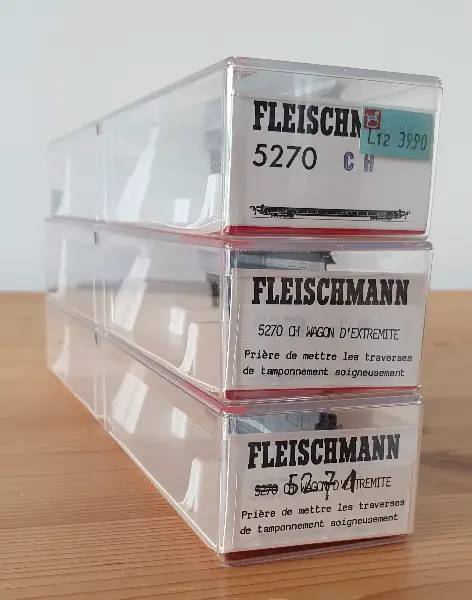 FLEISCHM
L12 39.90
5270 CH
FLEISCHMANN
5270 CH WAGON D'EXTREMITE
Prière de mettre les traverses
de tamponnement soigneusement
FLEISCHMANN
5270 CH WAGON D'EXTREMITE
5271
Prière de mettre les traverses
de tamponnement soigneusement